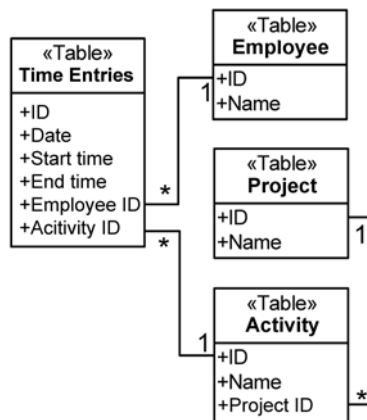 «Table»
Time Entries
+ID
+Date
+Start time
+End time
+Employee ID
+Acitivity ID
*
*
«Table»
Employee
+ID
+Name
1
«Table»
Project
+ID
+Name
1
«Table»
Activity
+ID
+Name
+Project ID
1
*